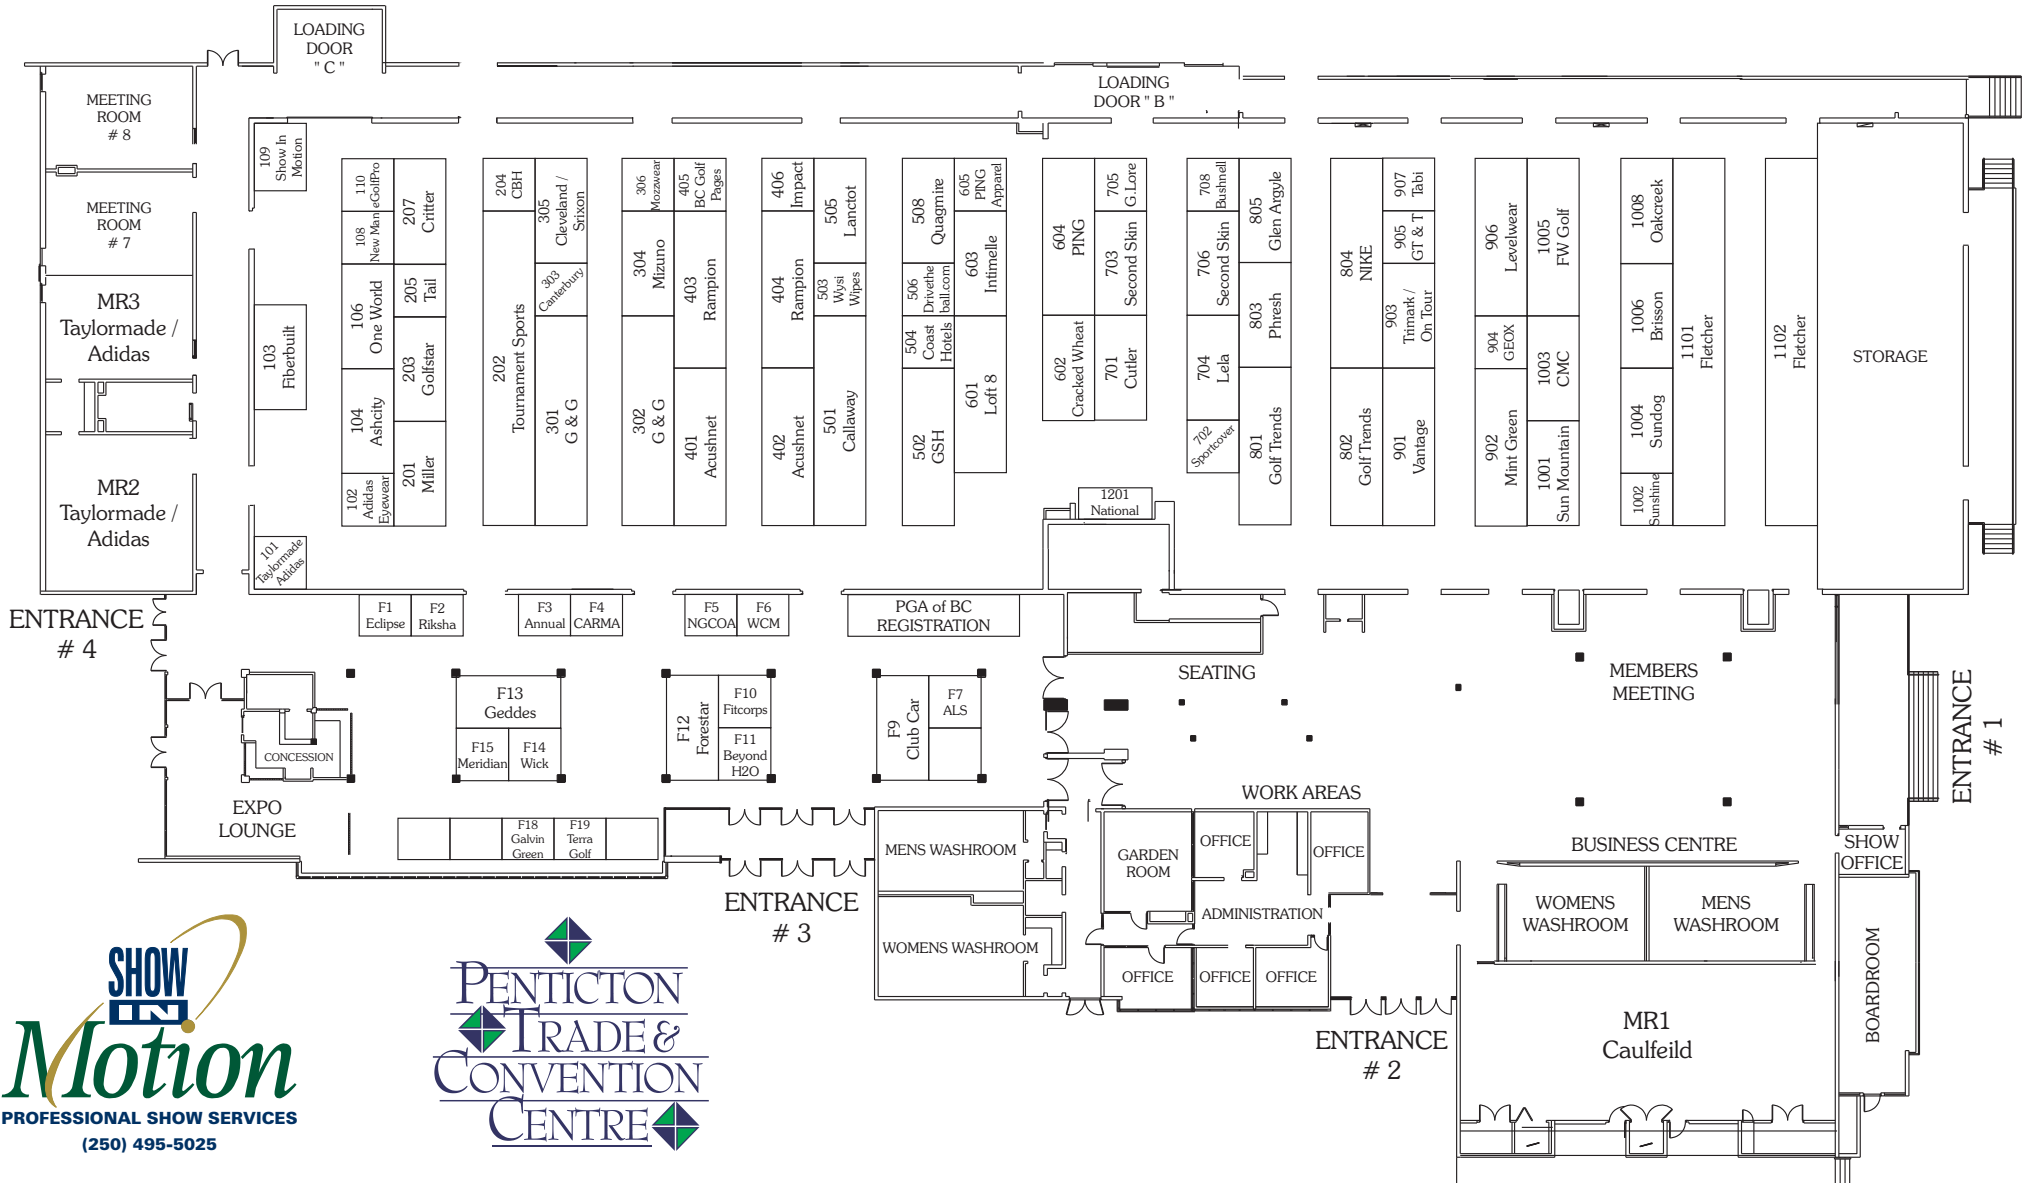 LOADING
DOOR
" C "
LOADING
DOOR " B "
MEETING
ROOM
# 8
MEETING
ROOM
# 7
MR3
Taylormade /
Adidas
MR2
Taylormade /
Adidas
109
Show In
Motion
103
Fiberbuilt
101
Taylormade
Adidas
110
eGolfPro
108
New Man
106
One World
104
Ashcity
102
Adidas
Eyewear
207
Critter
205
Tail
203
Golfstar
201
Miller
204
CBH
202
Tournament Sports
305
Cleveland /
Srixon
303
Canterbury
301
G & G
306
Mozzwear
304
Mizuno
302
G & G
405
BC Golf
Pages
403
Rampion
401
Acushnet
406
Impact
404
Rampion
402
Acushnet
505
Lanctot
503
Wysi
Wipes
501
Callaway
508
Quagmire
506
Drivethe
ball.com
504
Coast
Hotels
502
GSH
605
PING
Apparel
603
Intimelle
601
Loft 8
604
PING
602
Cracked Wheat
705
G.Lore
703
Second Skin
701
Cutler
708
Bushnell
706
Second Skin
704
Lela
702
Sportcover
805
Glen Argyle
803
Phresh
801
Golf Trends
804
NIKE
802
Golf Trends
907
Tabi
905
GT & T
903
Trimark /
On Tour
901
Vantage
906
Levelwear
904
GEOX
902
Mint Green
1005
FW Golf
1003
CMC
1001
Sun Mountain
1008
Oakcreek
1006
Brisson
1004
Sundog
1002
Sunshine
1101
Fletcher
1102
Fletcher
STORAGE
1201
National
ENTRANCE
# 4
F1
Eclipse
F2
Riksha
F3
Annual
F4
CARMA
F5
NGCOA
F6
WCM
PGA of BC
REGISTRATION
SEATING
MEMBERS
MEETING
ENTRANCE
# 1
F13
Geddes
F15
Meridian
F14
Wick
F12
Forestar
F10
Fitcorps
F11
Beyond
H2O
F9
Club Car
F7
ALS
CONCESSION
EXPO
LOUNGE
F18
Galvin
Green
F19
Terra
Golf
WORK AREAS
BUSINESS CENTRE
SHOW
OFFICE
ENTRANCE
# 3
MENS WASHROOM
WOMENS WASHROOM
GARDEN
ROOM
OFFICE
OFFICE
ADMINISTRATION
OFFICE
OFFICE
OFFICE
ENTRANCE
# 2
WOMENS
WASHROOM
MENS
WASHROOM
BOARDROOM
MR1
Caulfeild
SHOW
IN
Motion
PROFESSIONAL SHOW SERVICES
(250) 495-5025
PENTICTON
TRADE &
CONVENTION
CENTRE